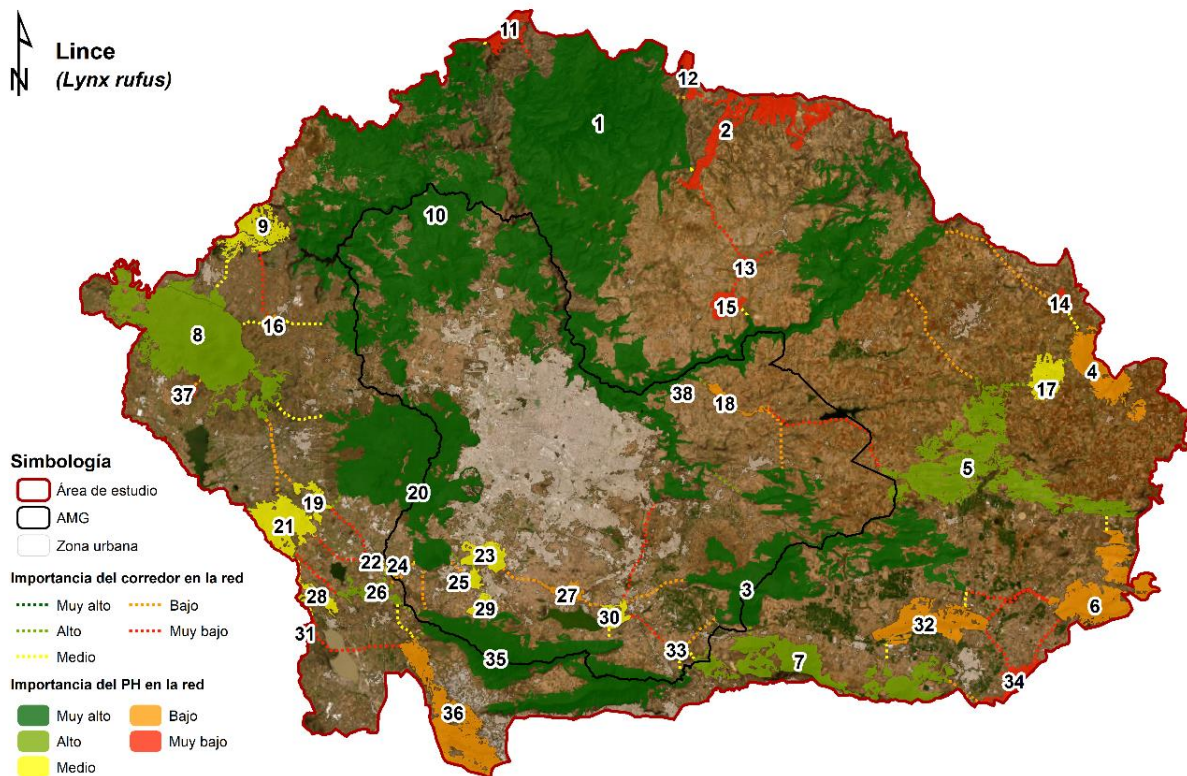 N
Lince
(Lynx rufus)
11
12
1
2
10
9
13
14
15
8
16
4
17
37
38
18
5
20
19
21
22
24
23
25
26
27
28
29
30
3
6
31
32
33
35
7
34
36
Simbología
Área de estudio
AMG
Zona urbana
Importancia del corredor en la red
Muy alto
Bajo
Alto
Muy bajo
Medio
Importancia del PH en la red
Muy alto
Bajo
Alto
Muy bajo
Medio